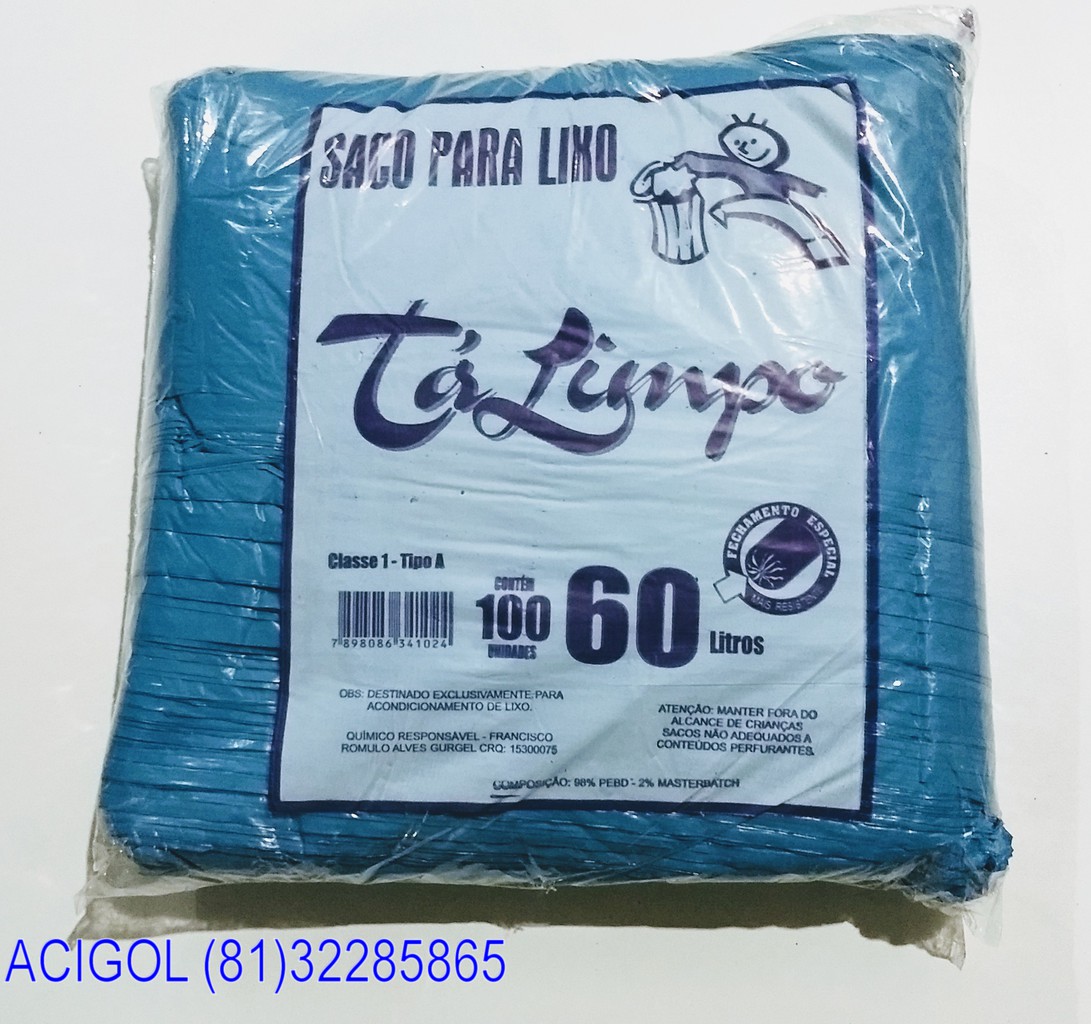 SACO PARA LIXO
Tá Limpo
FECHAMENTO ESPECIAL
MAIS RESISTENTE
Classe 1 - Tipo A
CONTÉM
100
UNIDADES
60
Litros
7 898086 341024
OBS: DESTINADO EXCLUSIVAMENTE PARA
ACONDICIONAMENTO DE LIXO.
QUÍMICO RESPONSÁVEL - FRANCISCO
ROMULO ALVES GURGEL CRQ: 15300075
ATENÇÃO: MANTER FORA DO
ALCANCE DE CRIANÇAS
SACOS NÃO ADEQUADOS A
CONTEÚDOS PERFURANTES.
COMPOSIÇÃO: 98% PEBD - 2% MASTERBATCH
ACIGOL (81)32285865